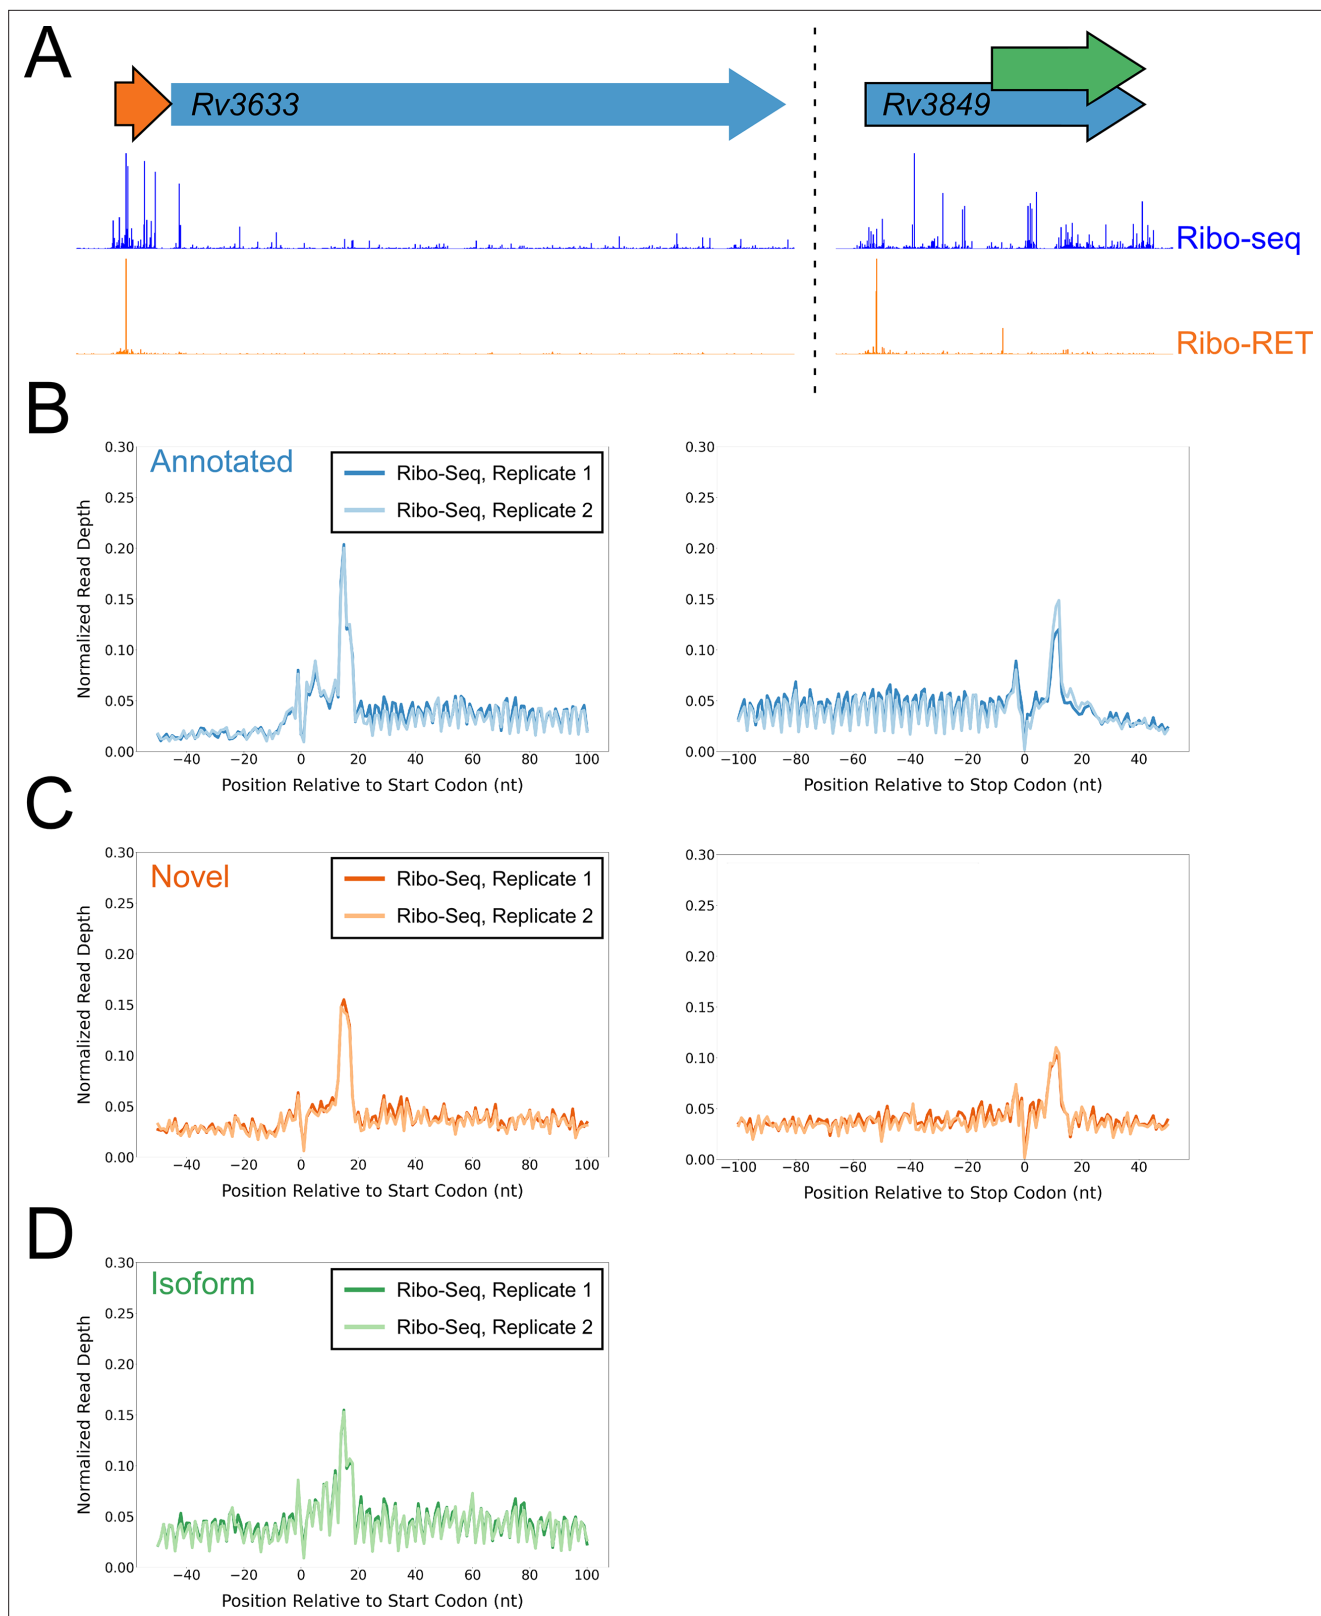 A
Rv3633
Rv3849
Ribo-seq
Ribo-RET
B
Annotated
Ribo-Seq, Replicate 1
Ribo-Seq, Replicate 2
Normalized Read Depth
0.30
0.25
0.20
0.15
0.10
0.05
0.00
−40 −20 0 20 40 60 80 100
Position Relative to Start Codon (nt)
0.30
0.25
0.20
0.15
0.10
0.05
0.00
−100 −80 −60 −40 −20 0 20 40
Position Relative to Stop Codon (nt)
C
Novel
Ribo-Seq, Replicate 1
Ribo-Seq, Replicate 2
Normalized Read Depth
0.30
0.25
0.20
0.15
0.10
0.05
0.00
−40 −20 0 20 40 60 80 100
Position Relative to Start Codon (nt)
0.30
0.25
0.20
0.15
0.10
0.05
0.00
−100 −80 −60 −40 −20 0 20 40
Position Relative to Stop Codon (nt)
D
Isoform
Ribo-Seq, Replicate 1
Ribo-Seq, Replicate 2
Normalized Read Depth
0.30
0.25
0.20
0.15
0.10
0.05
0.00
−40 −20 0 20 40 60 80 100
Position Relative to Start Codon (nt)